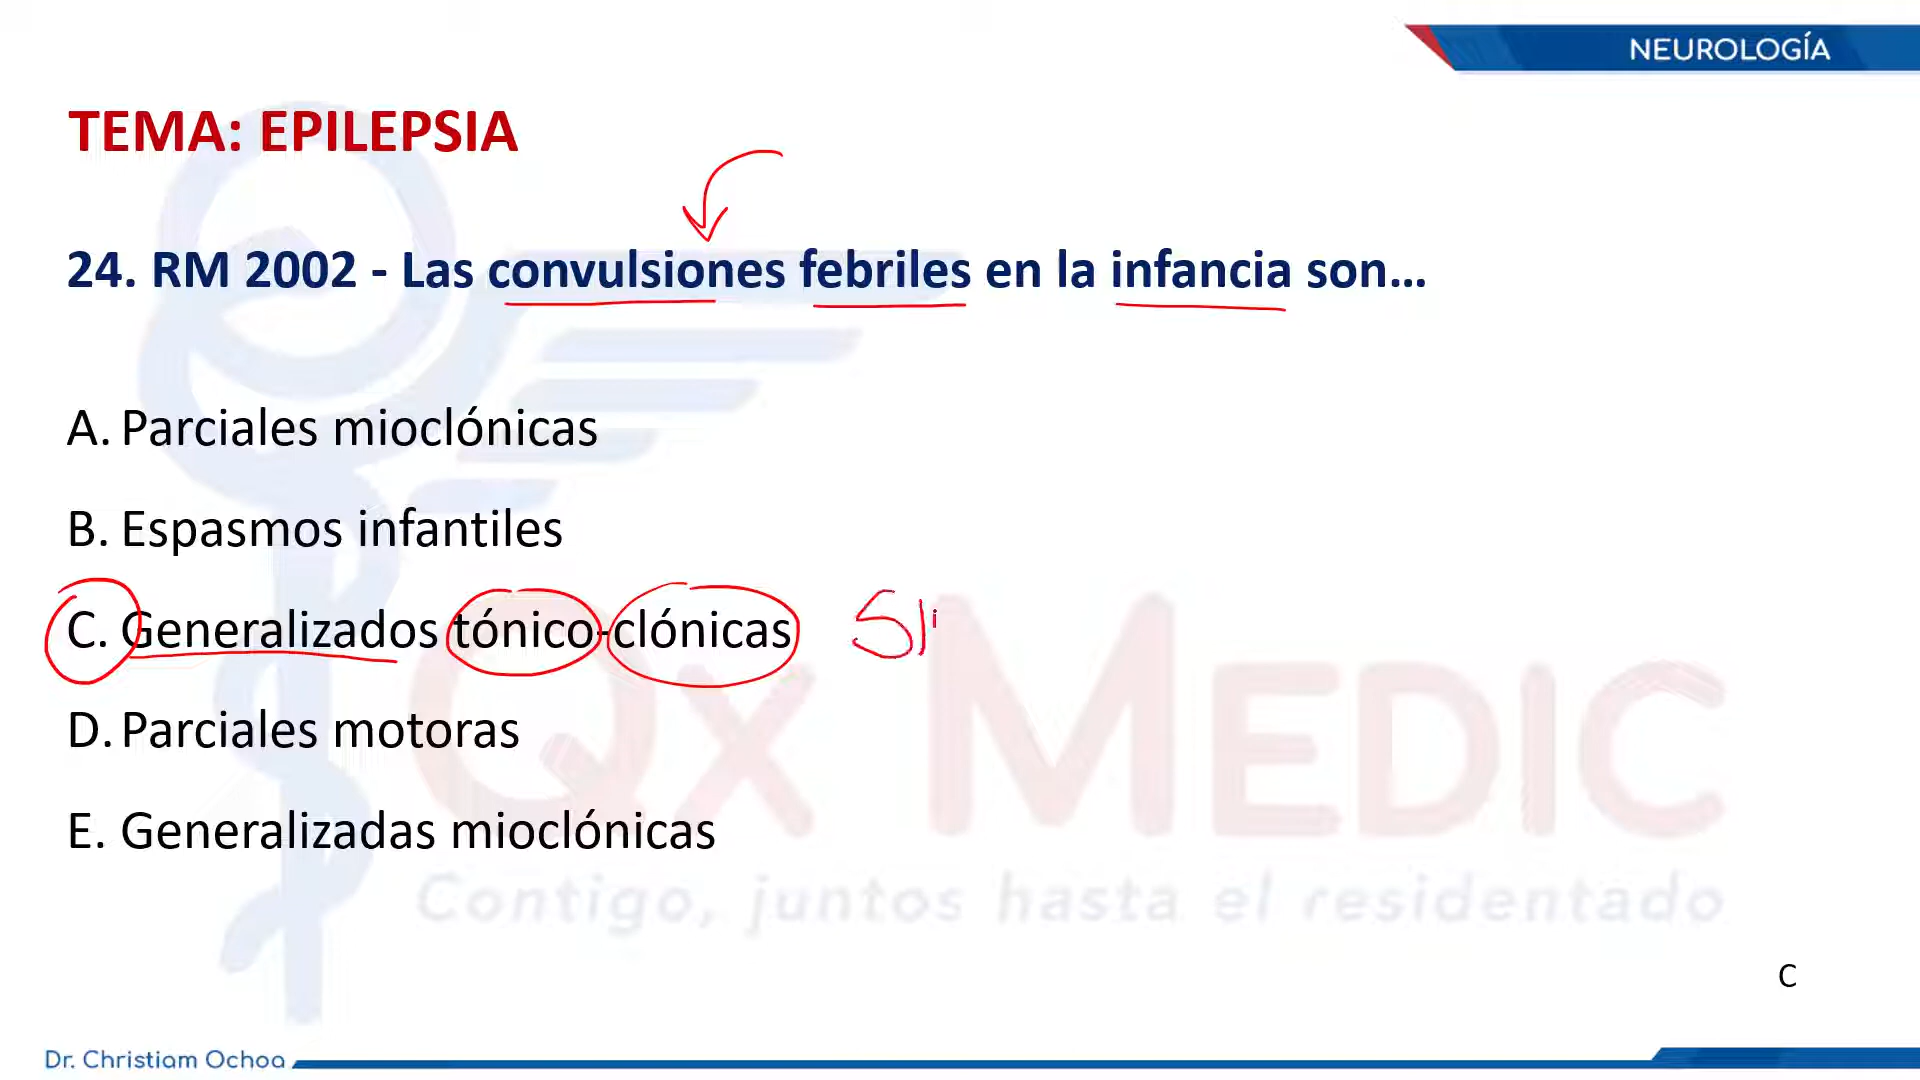 NEUROLOGÍA
TEMA: EPILEPSIA
24. RM 2002 - Las convulsiones febriles en la infancia son...
A. Parciales mioclónicas
B. Espasmos infantiles
C. Generalizados tónico-clónicas SI
D. Parciales motoras
E. Generalizadas mioclónicas
QX MEDIC
Contigo, juntos hasta el residentado
C
Dr. Christiam Ochoa